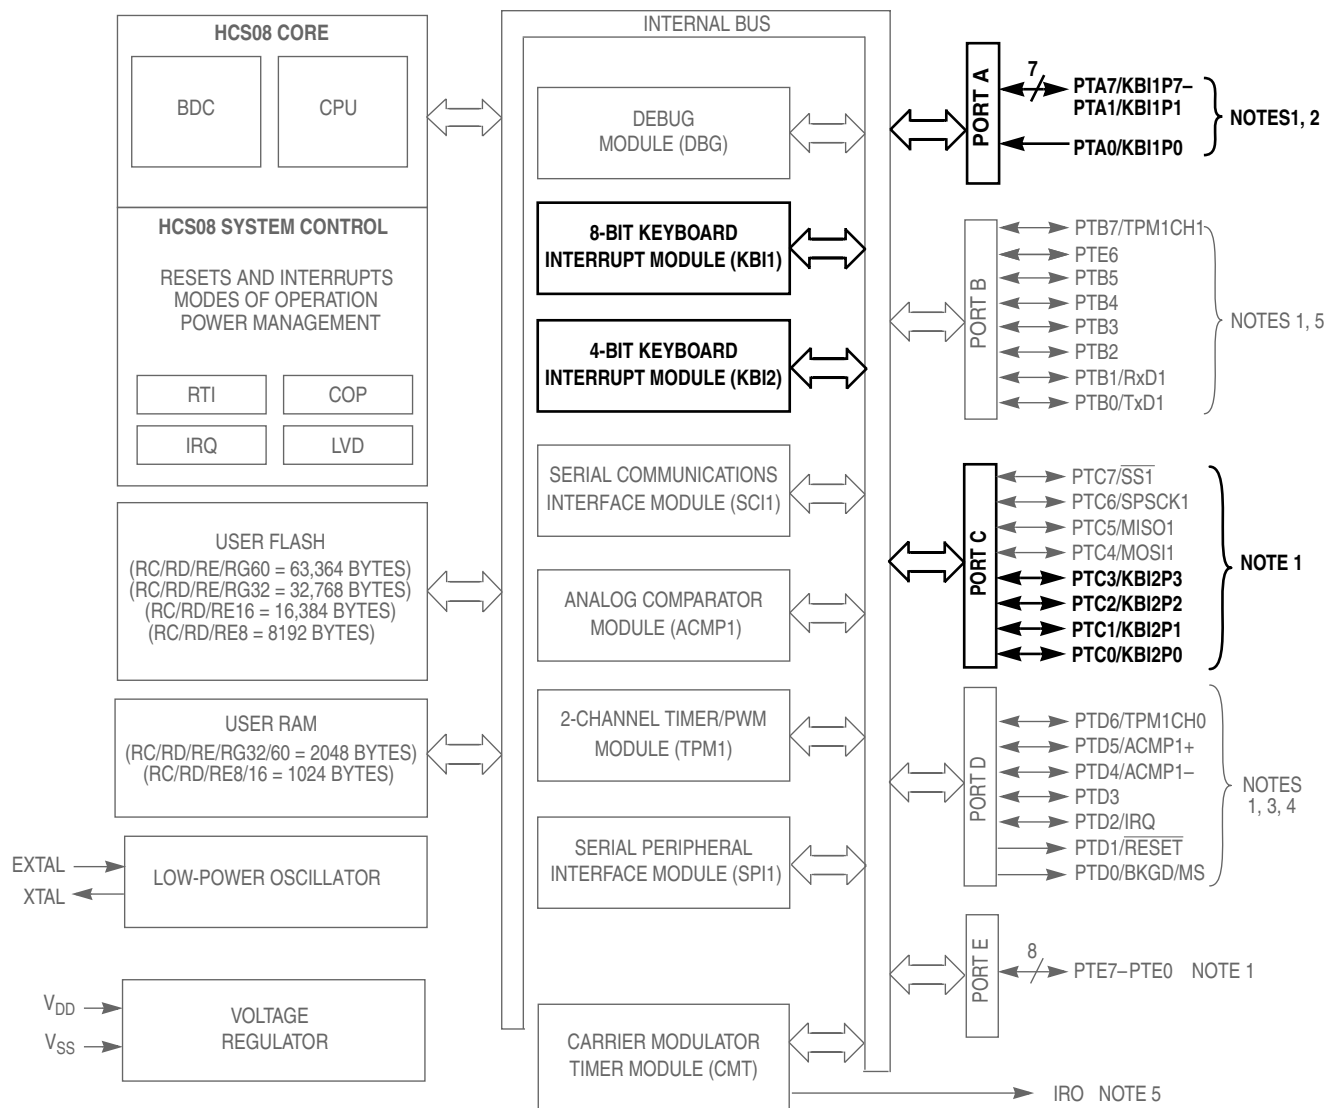 INTERNAL BUS
HCS08 CORE
BDC
CPU
HCS08 SYSTEM CONTROL
RESETS AND INTERRUPTS
MODES OF OPERATION
POWER MANAGEMENT
RTI
COP
IRQ
LVD
USER FLASH
(RC/RD/RE/RG60 = 63,364 BYTES)
(RC/RD/RE/RG32 = 32,768 BYTES)
(RC/RD/RE16 = 16,384 BYTES)
(RC/RD/RE8 = 8192 BYTES)
USER RAM
(RC/RD/RE/RG32/60 = 2048 BYTES)
(RC/RD/RE8/16 = 1024 BYTES)
EXTAL
XTAL
LOW-POWER OSCILLATOR
VDD
VSS
VOLTAGE
REGULATOR
DEBUG
MODULE (DBG)
8-BIT KEYBOARD
INTERRUPT MODULE (KBI1)
4-BIT KEYBOARD
INTERRUPT MODULE (KBI2)
SERIAL COMMUNICATIONS
INTERFACE MODULE (SCI1)
ANALOG COMPARATOR
MODULE (ACMP1)
2-CHANNEL TIMER/PWM
MODULE (TPM1)
SERIAL PERIPHERAL
INTERFACE MODULE (SPI1)
CARRIER MODULATOR
TIMER MODULE (CMT)
PORT A
7
PTA7/KBI1P7–
PTA1/KBI1P1
PTA0/KBI1P0
NOTES1, 2
PORT B
PTB7/TPM1CH1
PTE6
PTB5
PTB4
PTB3
PTB2
PTB1/RxD1
PTB0/TxD1
NOTES 1, 5
PORT C
PTC7/SS1
PTC6/SPSCK1
PTC5/MISO1
PTC4/MOSI1
PTC3/KBI2P3
PTC2/KBI2P2
PTC1/KBI2P1
PTC0/KBI2P0
NOTE 1
PORT D
PTD6/TPM1CH0
PTD5/ACMP1+
PTD4/ACMP1–
PTD3
PTD2/IRQ
PTD1/RESET
PTD0/BKGD/MS
NOTES
1, 3, 4
PORT E
8
PTE7–PTE0 NOTE 1
IRO NOTE 5